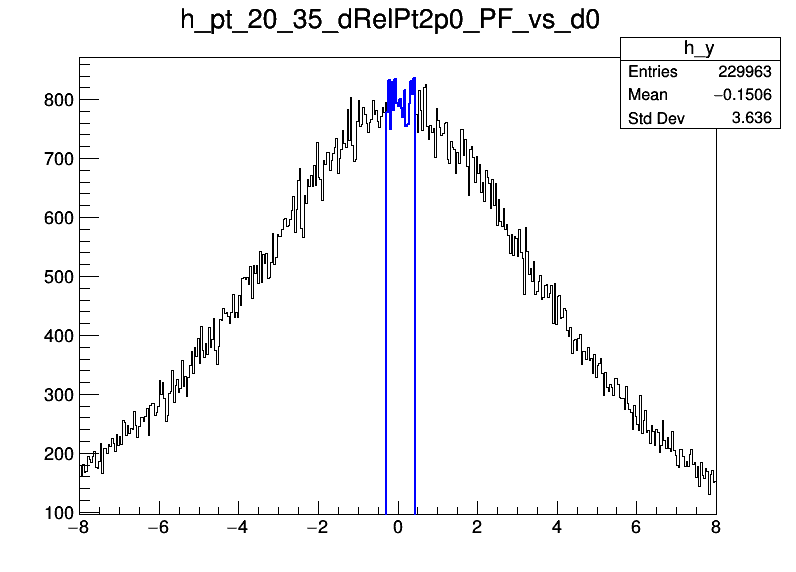 h_pt_20_35_dRelPt2p0_PF_vs_d0
h_y
Entries 229963
Mean −0.1506
Std Dev 3.636
800
700
600
500
400
300
200
100
−8 −6 −4 −2 0 2 4 6 8